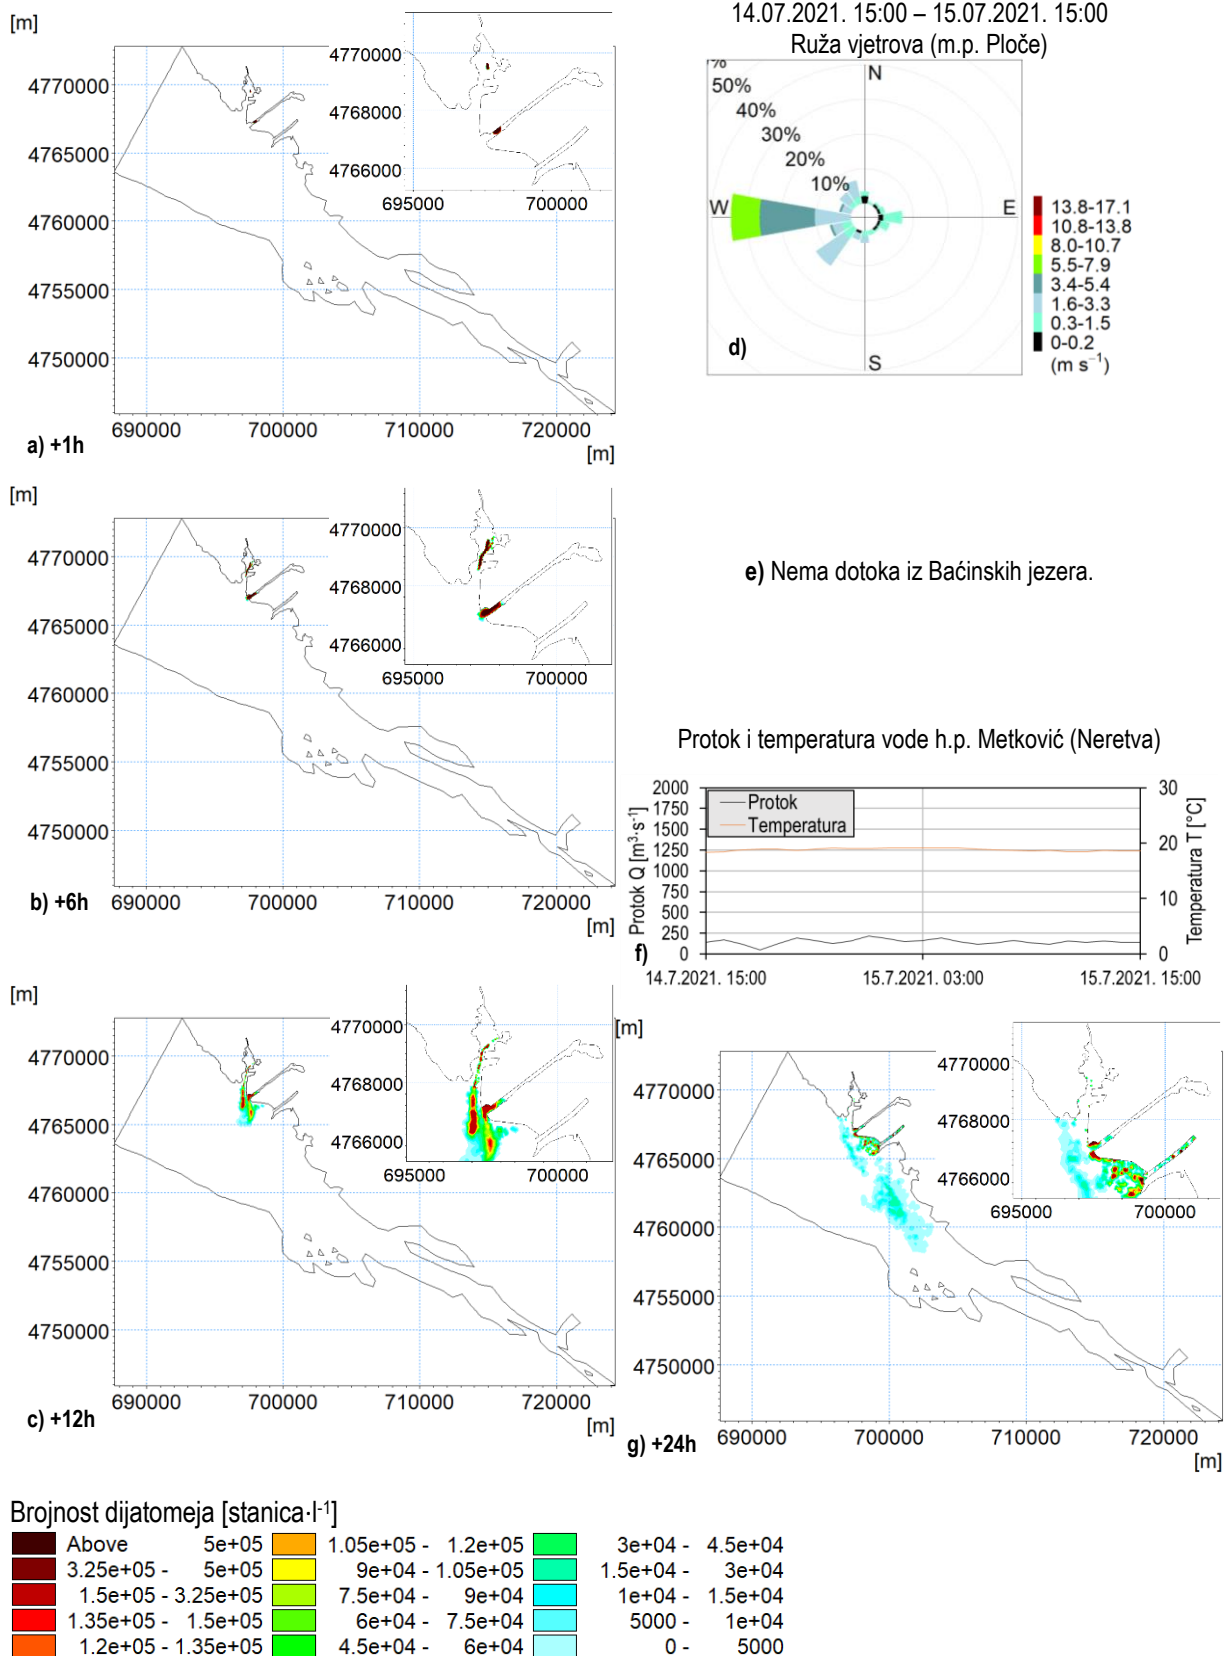 [m]
4770000
4765000
4760000
4755000
4750000
690000 700000 710000 720000
[m]
4770000
4768000
4766000
695000 700000
a) +1h
14.07.2021. 15:00 – 15.07.2021. 15:00
Ruža vjetrova (m.p. Ploče)
50%
40%
30%
20%
10%
N
W
E
S
13.8-17.1
10.8-13.8
8.0-10.7
5.5-7.9
3.4-5.4
1.6-3.3
0.3-1.5
0-0.2
(m s⁻¹)
d)
[m]
4770000
4765000
4760000
4755000
4750000
690000 700000 710000 720000
[m]
4770000
4768000
4766000
695000 700000
b) +6h
e) Nema dotoka iz Baćinskih jezera.
Protok i temperatura vode h.p. Metković (Neretva)
Protok Q [m³·s⁻¹]
2000
1750
1500
1250
1000
750
500
250
0
Protok
Temperatura
30
20
10
0
Temperatura T [°C]
f)
14.7.2021. 15:00 15.7.2021. 03:00 15.7.2021. 15:00
[m]
4770000
4765000
4760000
4755000
4750000
690000 700000 710000 720000
[m]
4770000
4768000
4766000
695000 700000
c) +12h
[m]
4770000
4765000
4760000
4755000
4750000
690000 700000 710000 720000
[m]
4770000
4768000
4766000
695000 700000
g) +24h
Brojnost dijatomeja [stanica·l⁻¹]
Above 5e+05 1.05e+05 - 1.2e+05 3e+04 - 4.5e+04
3.25e+05 - 5e+05 9e+04 - 1.05e+05 1.5e+04 - 3e+04
1.5e+05 - 3.25e+05 7.5e+04 - 9e+04 1e+04 - 1.5e+04
1.35e+05 - 1.5e+05 6e+04 - 7.5e+04 5000 - 1e+04
1.2e+05 - 1.35e+05 4.5e+04 - 6e+04 0 - 5000